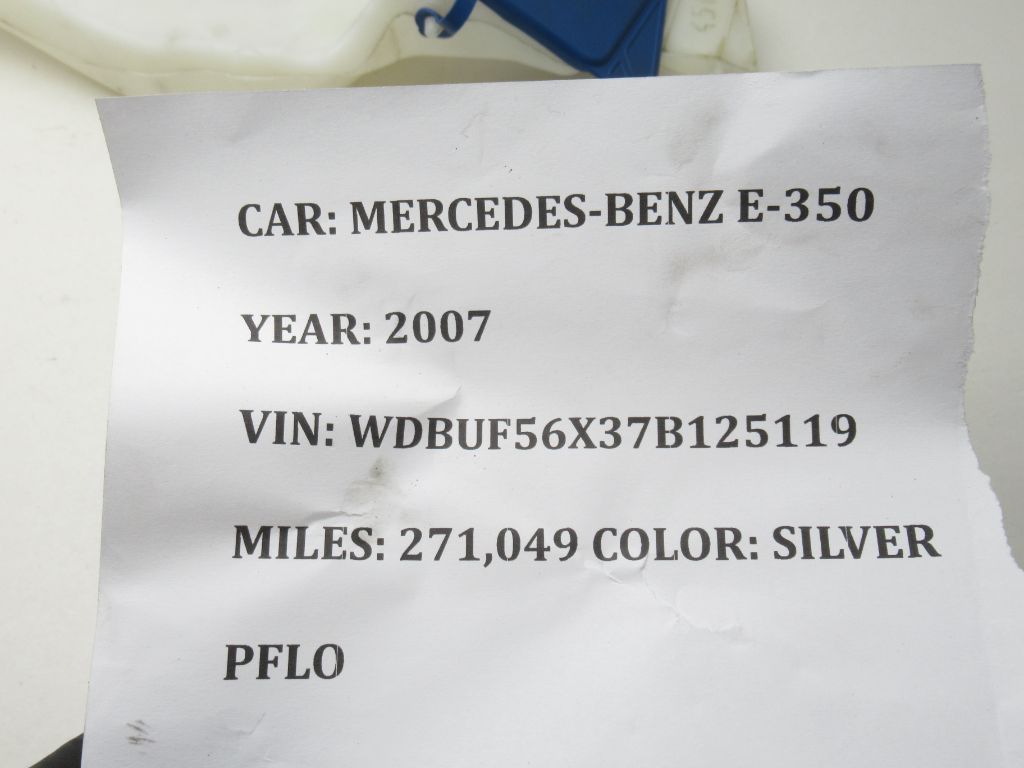 CAR: MERCEDES-BENZ E-350
YEAR: 2007
VIN: WDBUF56X37B125119
MILES: 271,049 COLOR: SILVER
PFLO